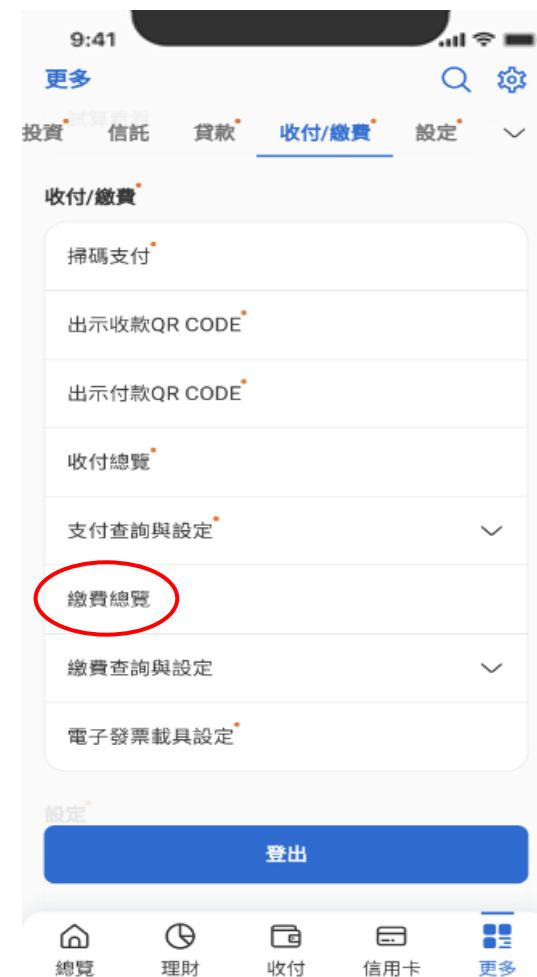 9:41
更多
試算看看
投資 信託 貸款 收付/繳費 設定
收付/繳費
掃碼支付
出示收款QR CODE
出示付款QR CODE
收付總覽
支付查詢與設定
繳費總覽
繳費查詢與設定
電子發票載具設定
設定
登出
總覽 理財 收付 信用卡 更多